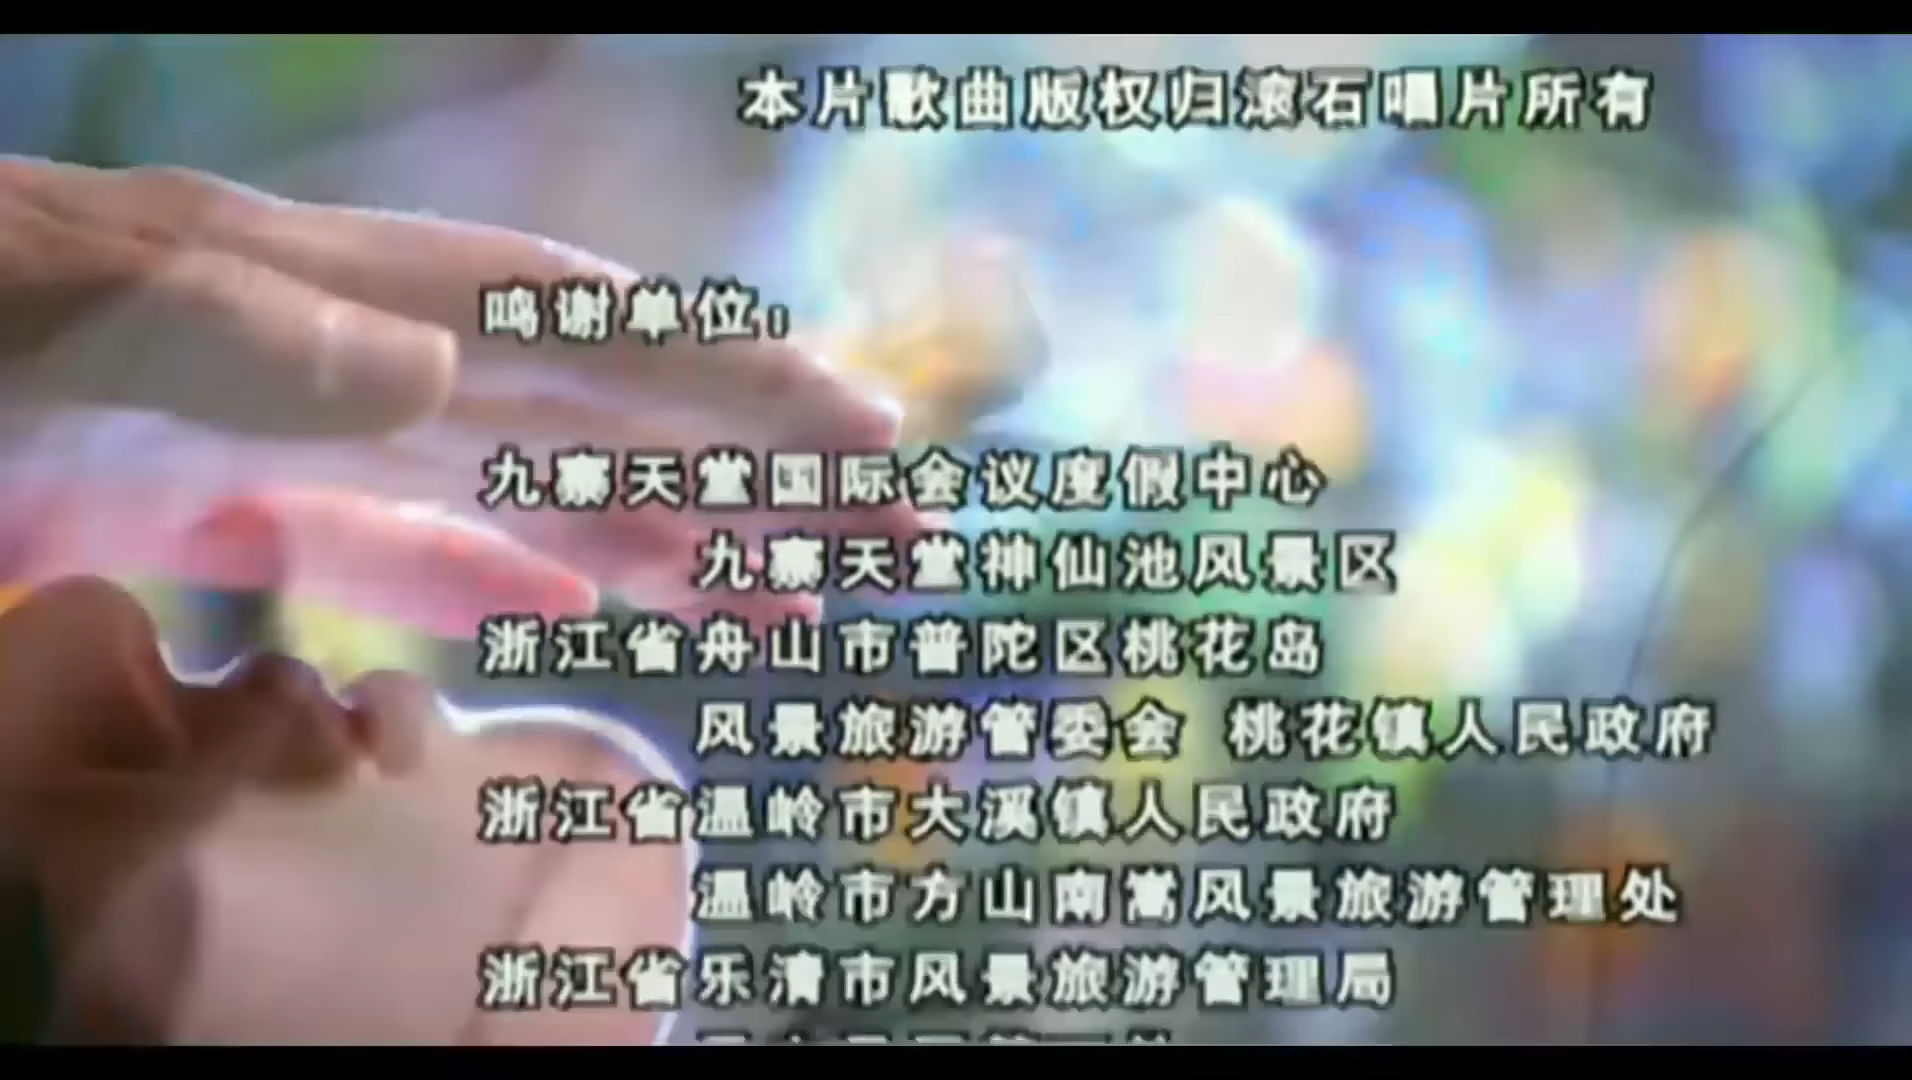 本片歌曲版权归滚石唱片所有
鸣谢单位：
九寨天堂国际会议度假中心
九寨天堂神仙池风景区
浙江省舟山市普陀区桃花岛
风景旅游管委会 桃花镇人民政府
浙江省温岭市大溪镇人民政府
温岭市方山南嵩风景旅游管理处
浙江省乐清市风景旅游管理局